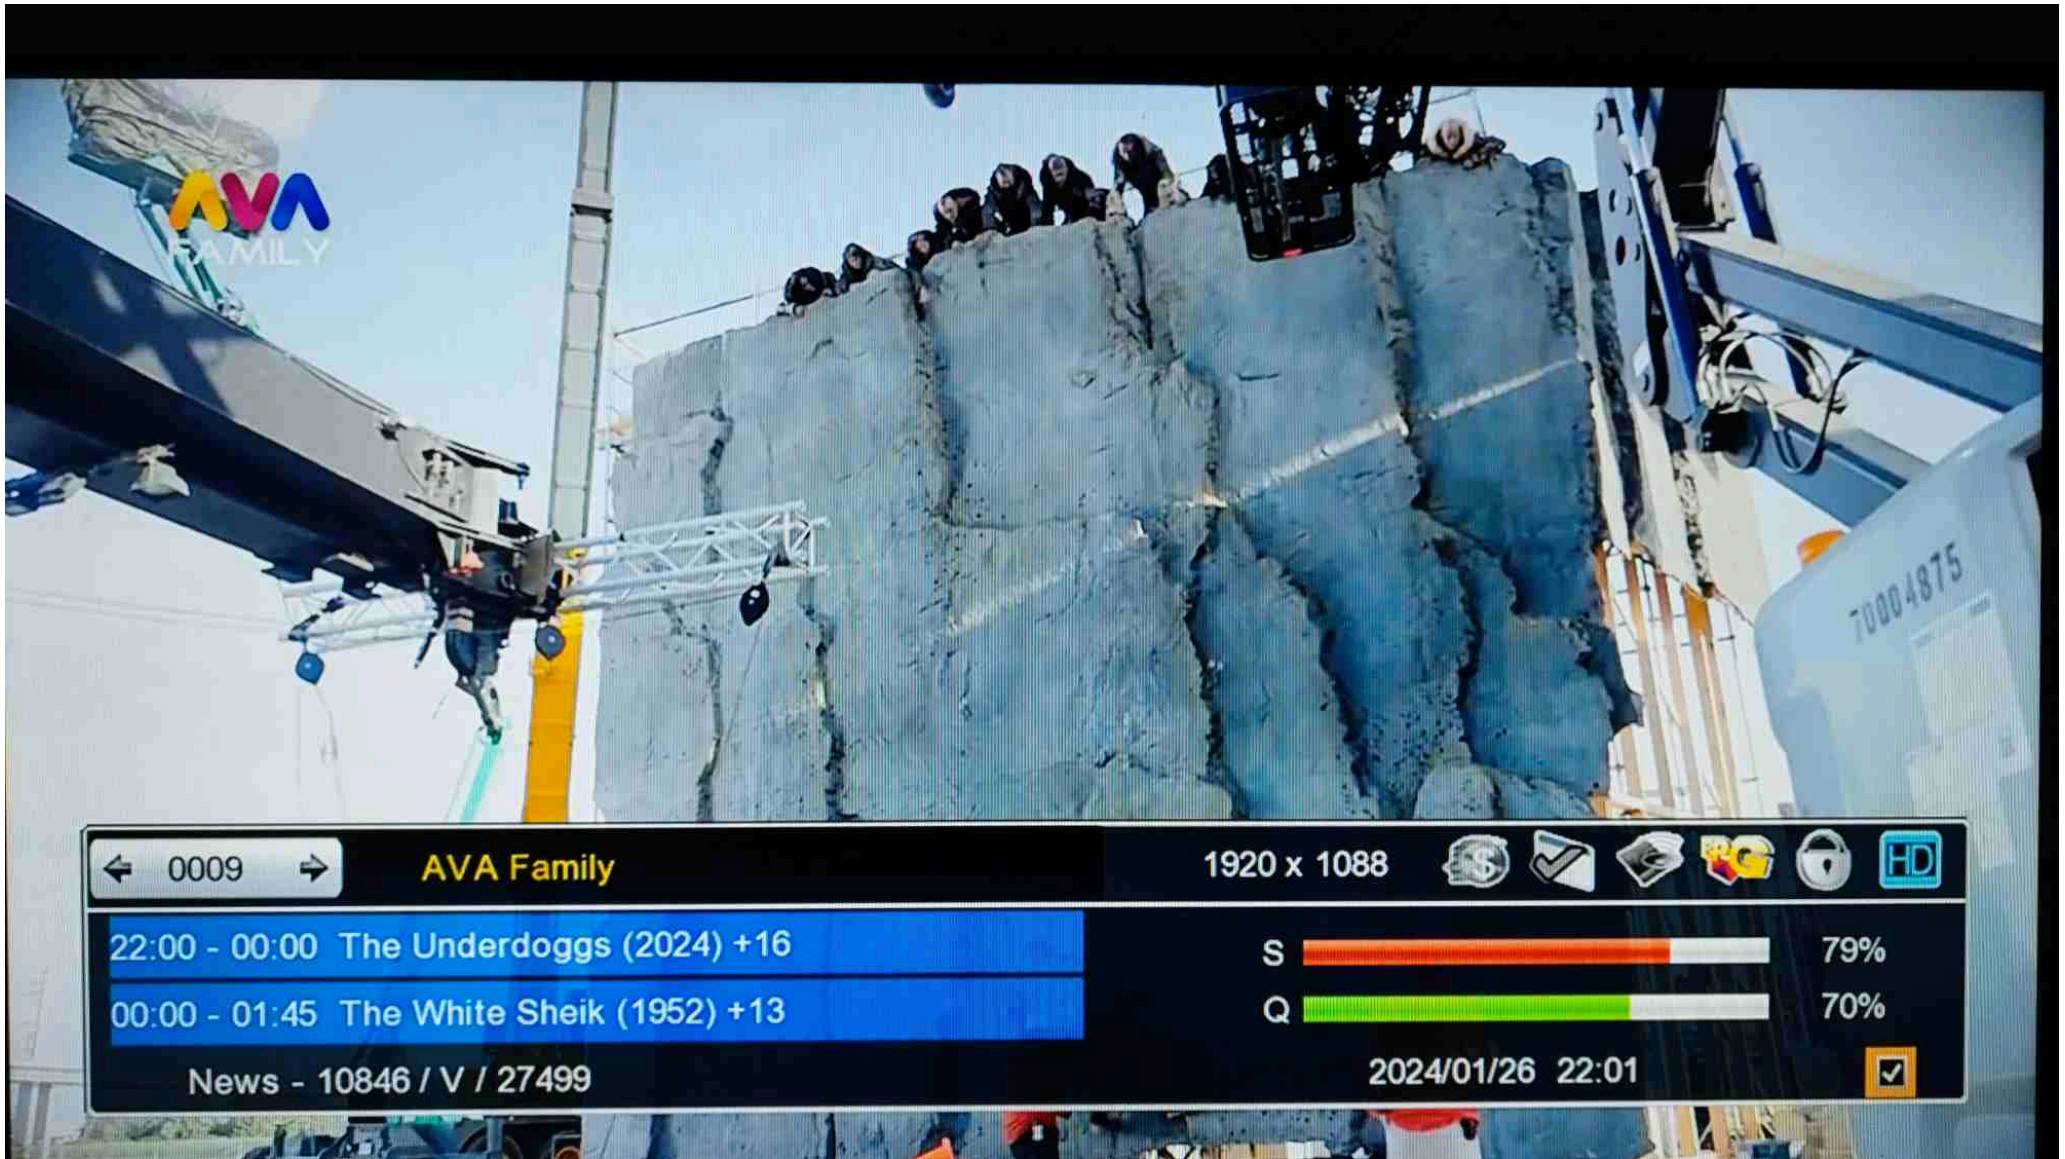 AVA
FAMILY
70004875
0009
AVA Family
1920 x 1088
$
HD
22:00 - 00:00 The Underdoggs (2024) +16
S
79%
00:00 - 01:45 The White Sheik (1952) +13
Q
70%
News - 10846 / V / 27499
2024/01/26 22:01